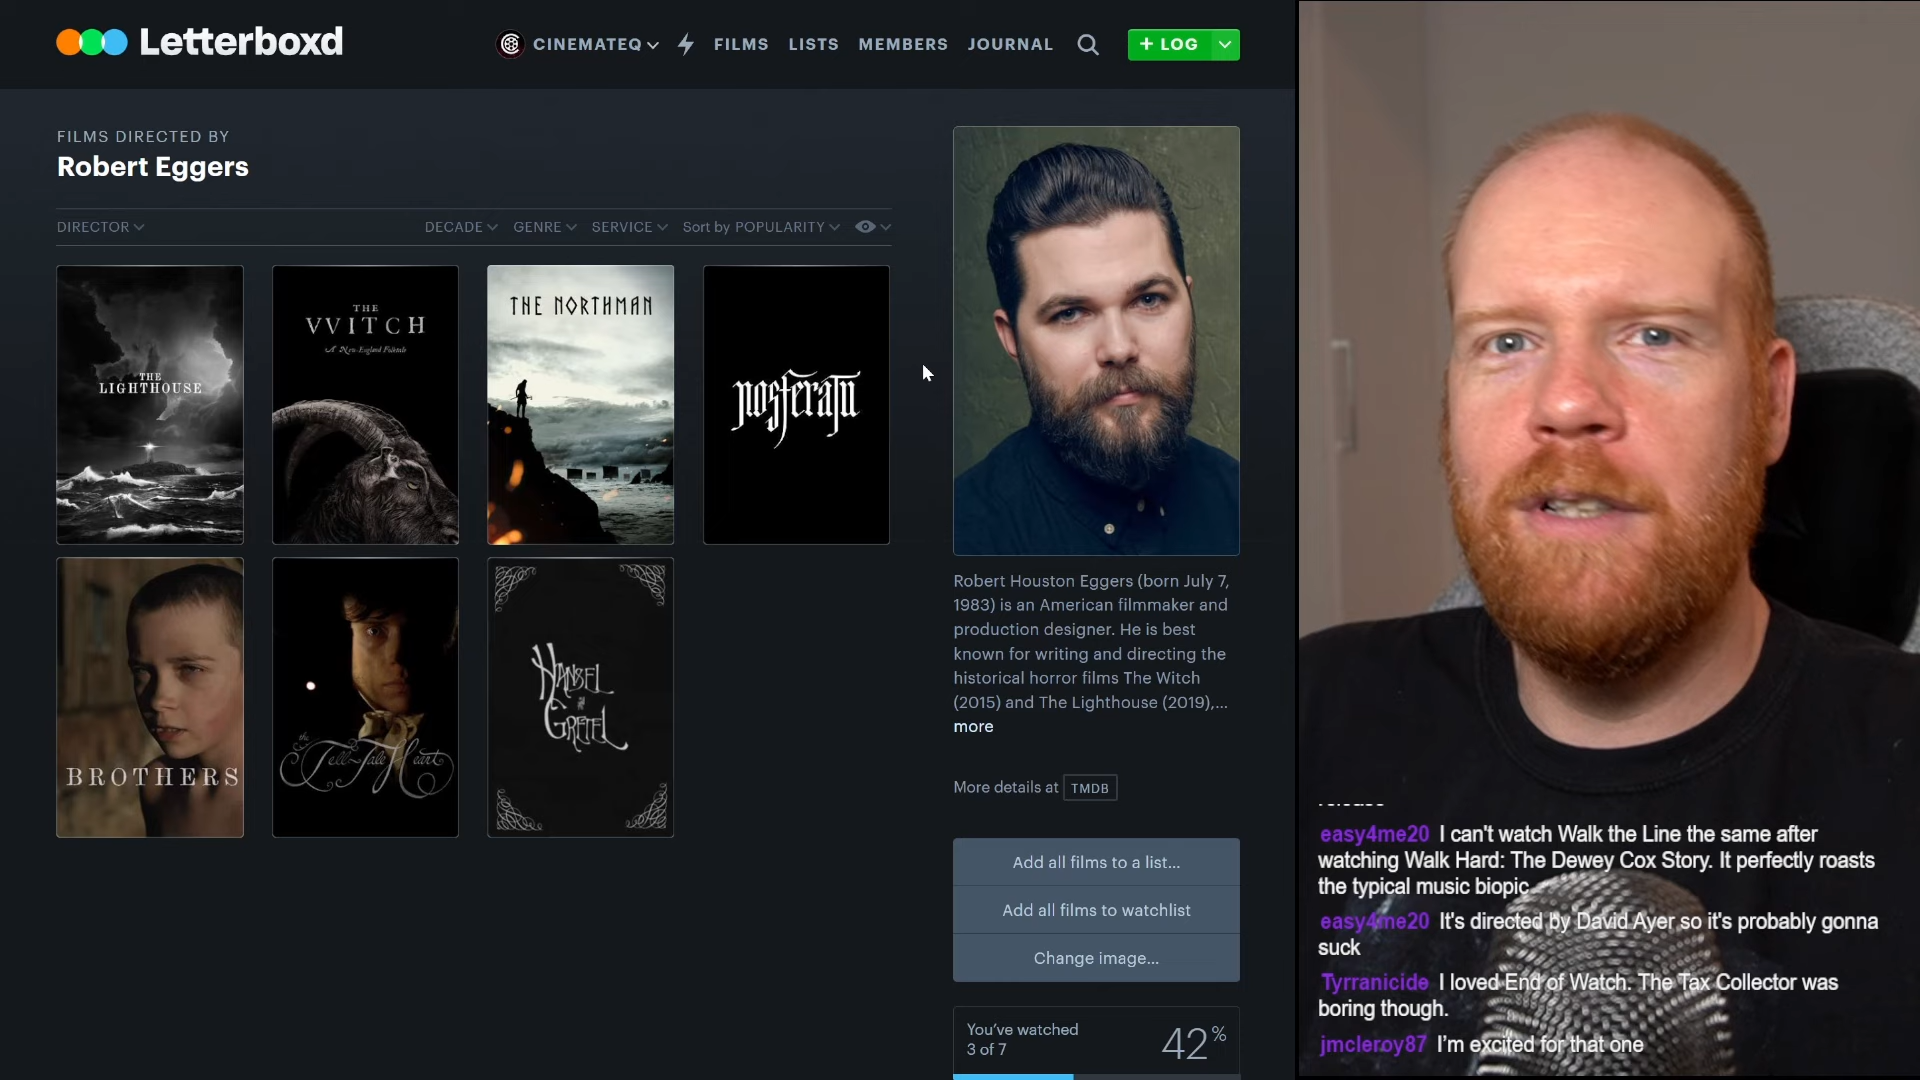 Letterboxd
CINEMATEQ
FILMS
LISTS
MEMBERS
JOURNAL
+ LOG
FILMS DIRECTED BY
Robert Eggers
DIRECTOR
DECADE
GENRE
SERVICE
Sort by POPULARITY
THE
LIGHTHOUSE
THE
VVITCH
A New-England Folktale
THE NORTHMAN
nosferatu
BROTHERS
the
Tell-Tale Heart
HANSEL
GRETEL
Robert Houston Eggers (born July 7,
1983) is an American filmmaker and
production designer. He is best
known for writing and directing the
historical horror films The Witch
(2015) and The Lighthouse (2019),...
more
More details at TMDB
Add all films to a list...
Add all films to watchlist
Change image...
You've watched
3 of 7
42%
easy4me20 I can't watch Walk the Line the same after
watching Walk Hard: The Dewey Cox Story. It perfectly roasts
the typical music biopic.
easy4me20 It's directed by David Ayer so it's probably gonna
suck
Tyrranicide I loved End of Watch. The Tax Collector was
boring though.
jmcleroy87 I'm excited for that one